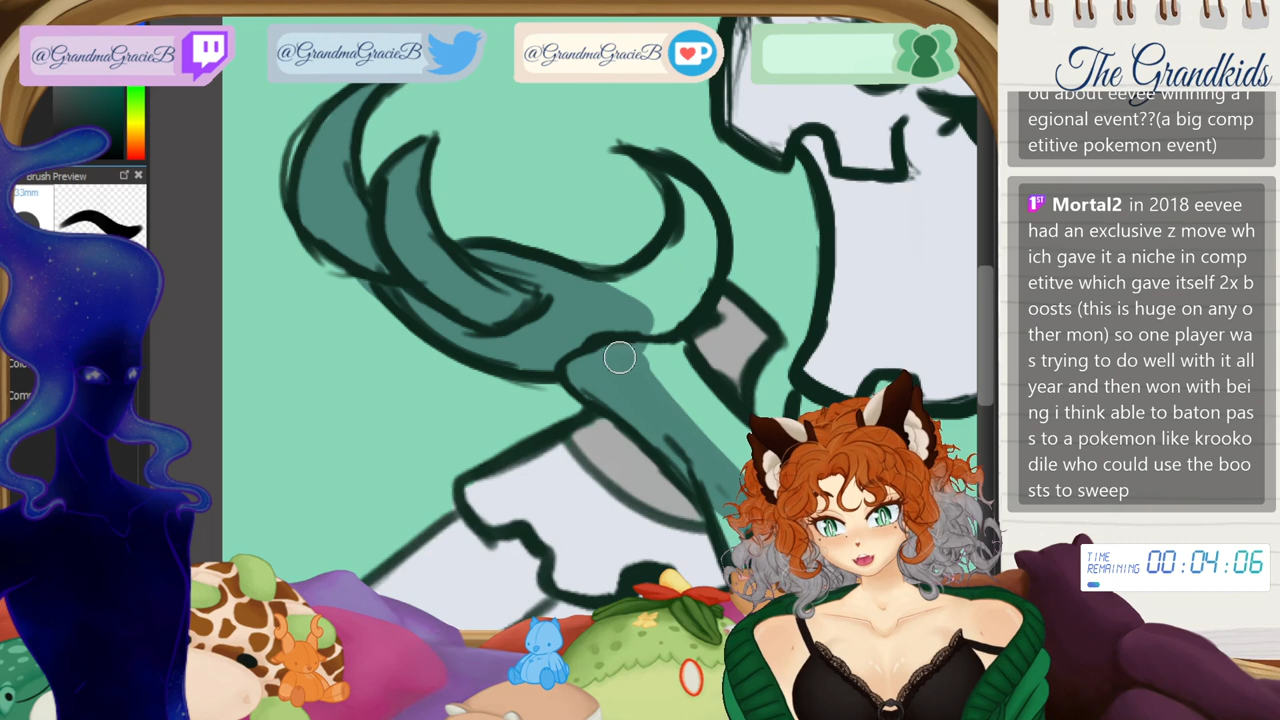 @GrandmaGracieB
@GrandmaGracieB
@GrandmaGracieB
The Grandkids
ou about eevee winning a r
egional event??(a big comp
etitive pokemon event)
1ST Mortal2 in 2018 eevee
had an exclusive z move wh
ich gave it a niche in comp
etitve which gave itself 2x b
oosts (this is huge on any o
ther mon) so one player wa
s trying to do well with it all
year and then won with bei
ng i think able to baton pas
s to a pokemon like krooko
dile who could use the boo
sts to sweep
Brush Preview
TIME
REMAINING 00:04:06